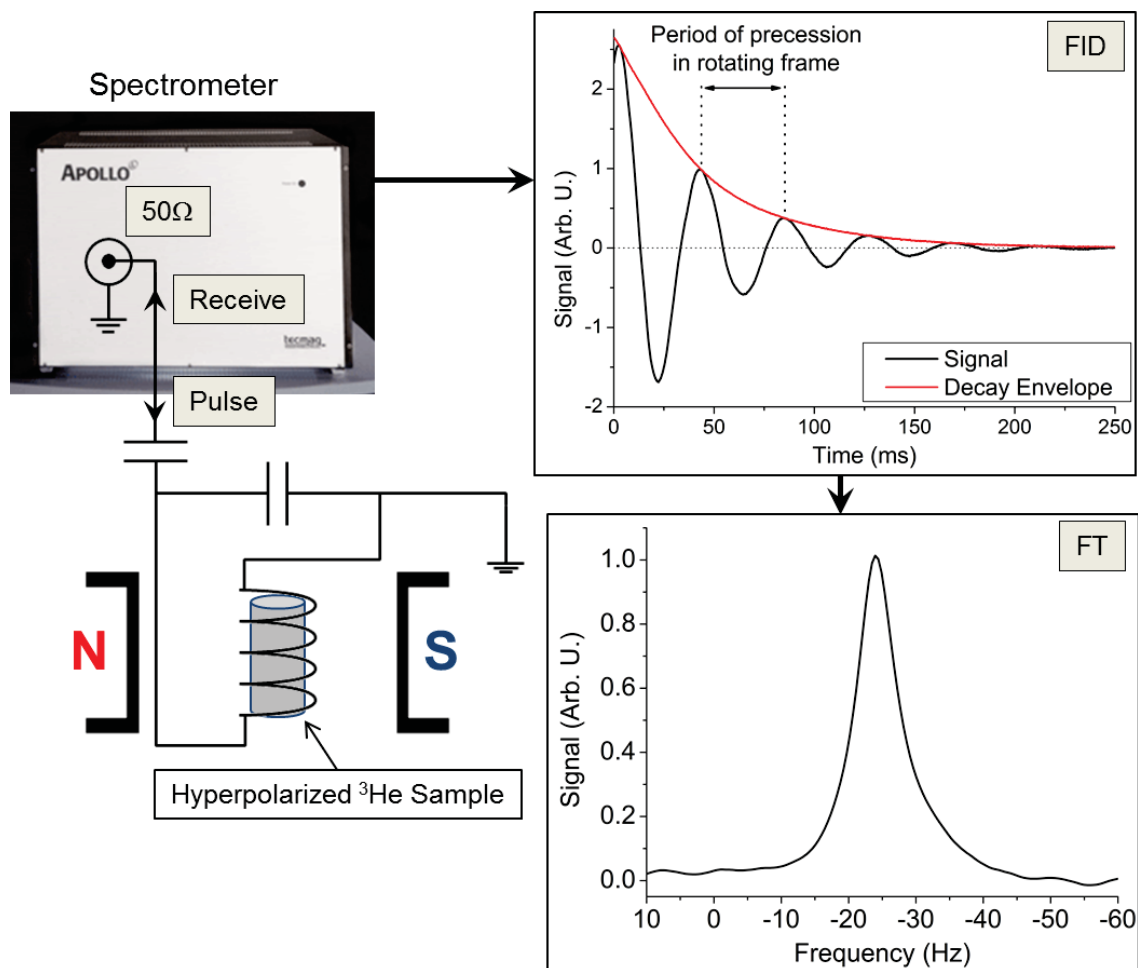 Spectrometer
APOLLO
50Ω
Receive
tecmag
Pulse
N
S
Hyperpolarized ³He Sample
FID
Period of precession
in rotating frame
Signal (Arb. U.)
2
1
0
-1
-2
Signal
Decay Envelope
0
50
100
150
200
250
Time (ms)
FT
Signal (Arb. U.)
1.0
0.8
0.6
0.4
0.2
0.0
10
0
-10
-20
-30
-40
-50
-60
Frequency (Hz)